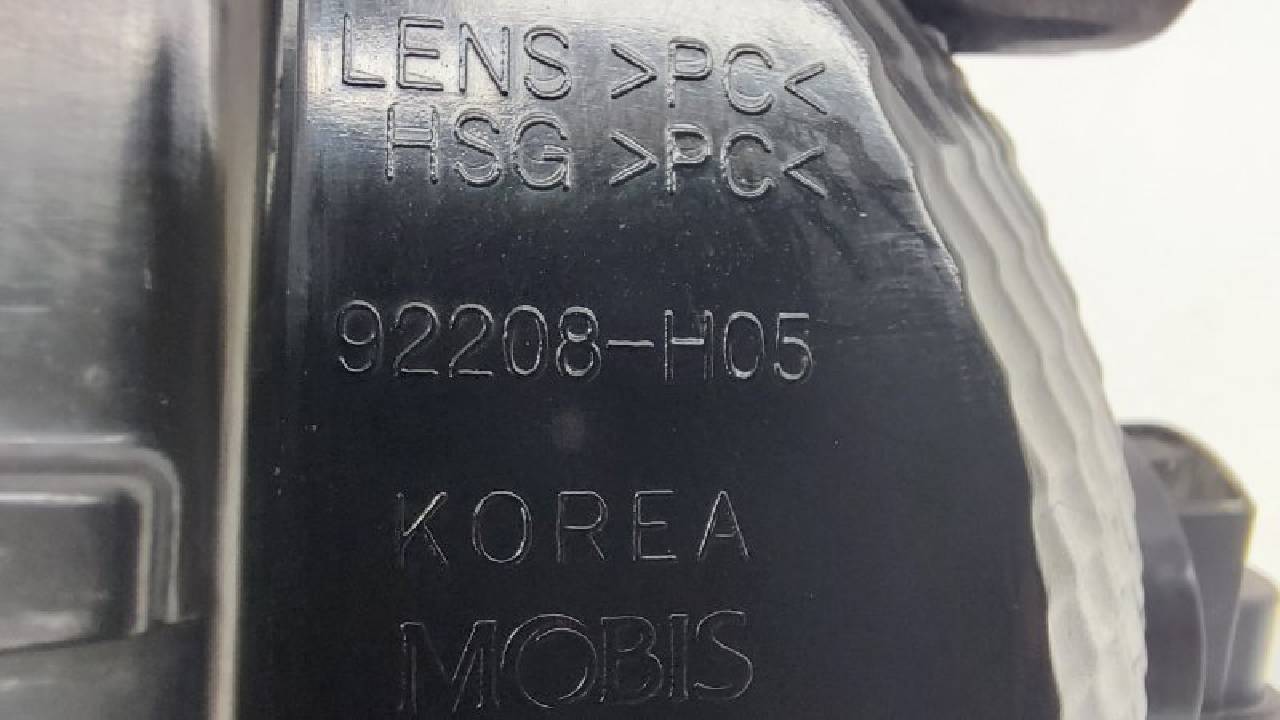 LENS >PC<
HSG >PC<
92208-H05
KOREA
MOBIS